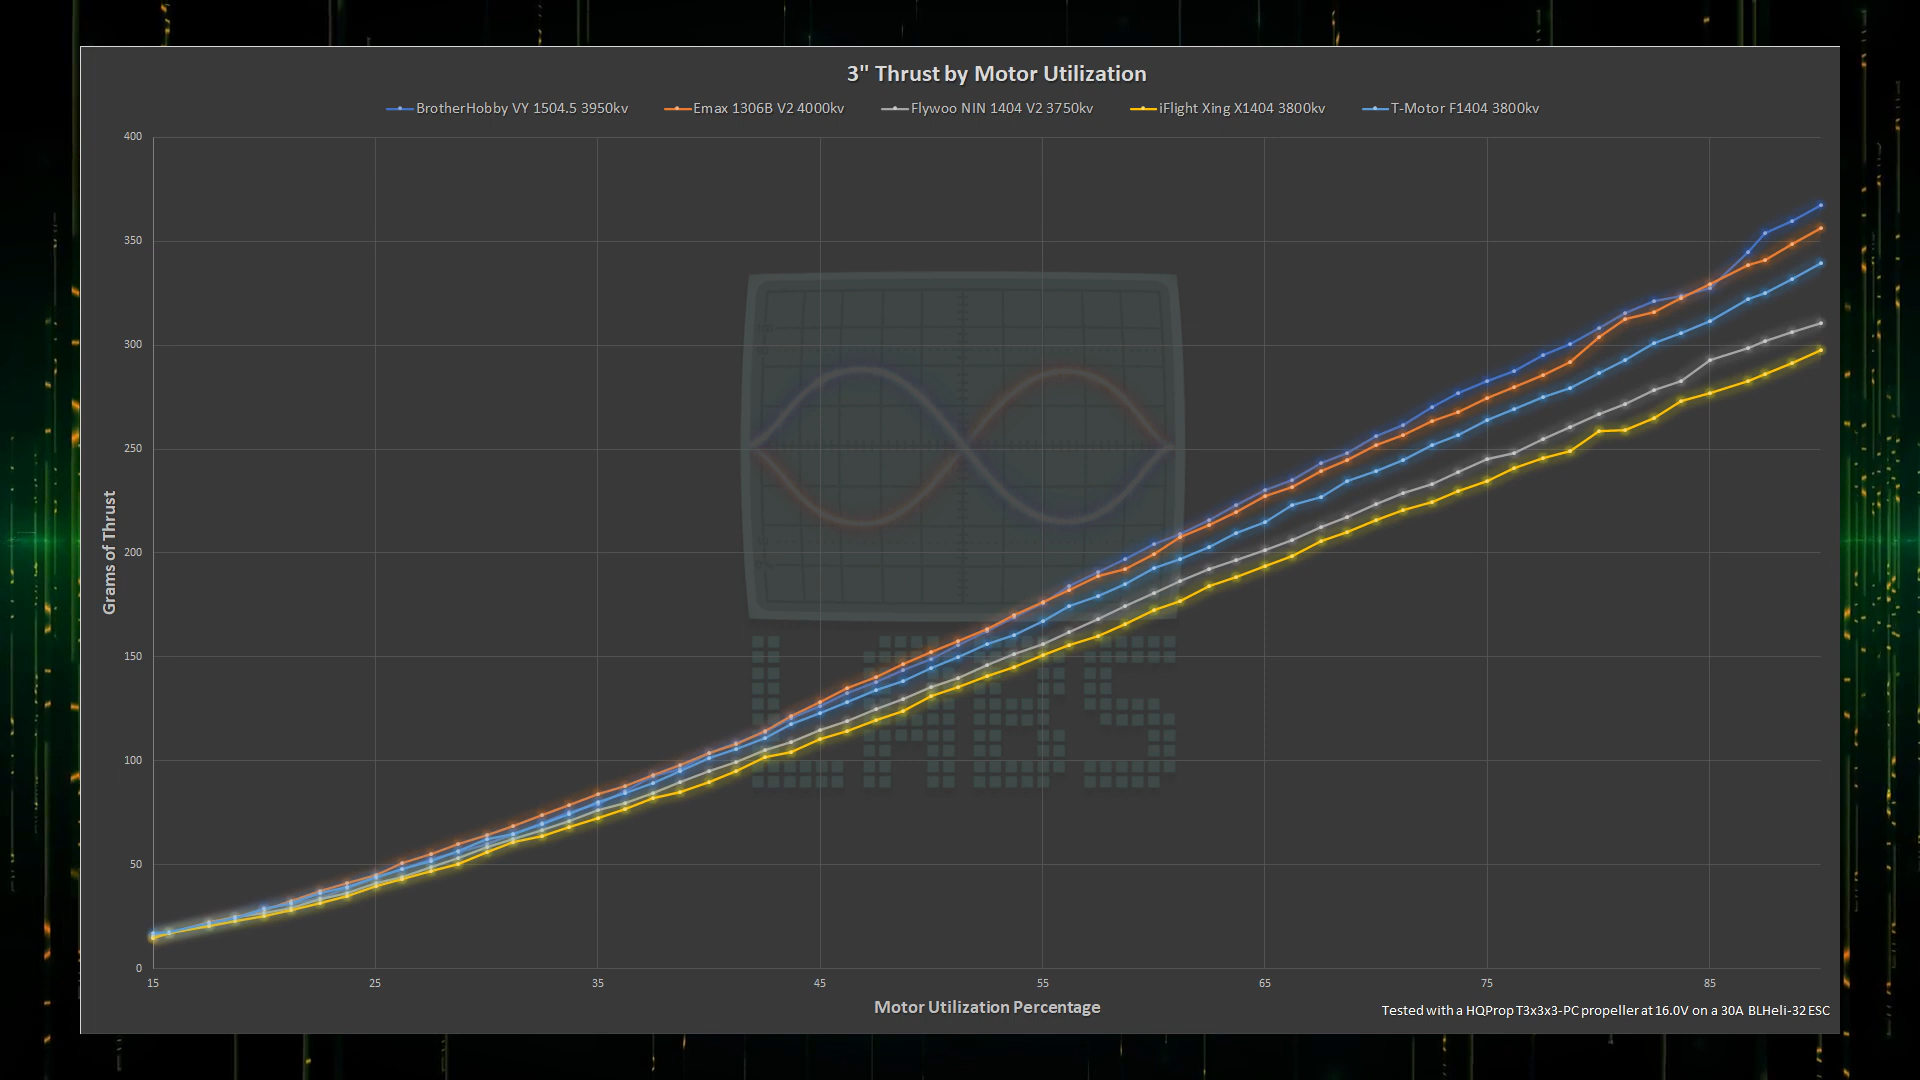 3" Thrust by Motor Utilization
BrotherHobby VY 1504.5 3950kv Emax 1306B V2 4000kv Flywoo NIN 1404 V2 3750kv iFlight Xing X1404 3800kv T-Motor F1404 3800kv
400
350
300
250
200
150
100
50
0
Grams of Thrust
LABS
15 25 35 45 55 65 75 85
Motor Utilization Percentage
Tested with a HQProp T3x3x3-PC propeller at 16.0V on a 30A BLHeli-32 ESC